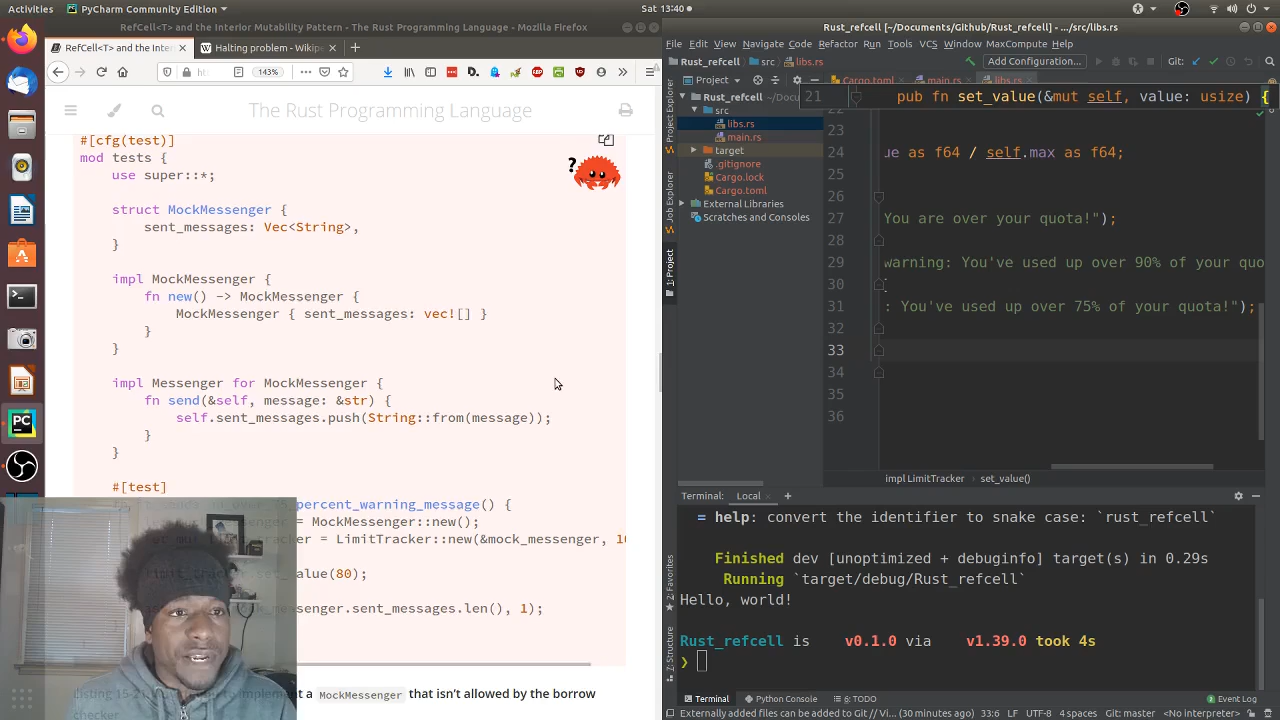 Activities
PyCharm Community Edition
Sat 13:40
RefCell<T> and the Interior Mutability Pattern - The Rust Programming Language - Mozilla Firefox
RefCell<T> and the Inte
Halting problem - Wikipe
143%
The Rust Programming Language
#[cfg(test)]
mod tests {
use super::*;
struct MockMessenger {
sent_messages: Vec<String>,
}
impl MockMessenger {
fn new() -> MockMessenger {
MockMessenger { sent_messages: vec![] }
}
}
impl Messenger for MockMessenger {
fn send(&self, message: &str) {
self.sent_messages.push(String::from(message));
}
}
#[test]
percent_warning_message() {
= MockMessenger::new();
= LimitTracker::new(&mock_messenger, 10
value(80);
messenger.sent_messages.len(), 1);
MockMessenger that isn't allowed by the borrow
Rust_refcell [~/Documents/Github/Rust_refcell] - .../src/libs.rs
File Edit View Navigate Code Refactor Run Tools VCS Window MaxCompute Help
Rust_refcell src libs.rs
Add Configuration...
Git:
Project
Cargo.toml
main.rs
libs.rs
Rust_refcell ~/Docu
src
libs.rs
main.rs
target
.gitignore
Cargo.lock
Cargo.toml
External Libraries
Scratches and Consoles
Project Explorer
Job Explorer
1: Project
2: Favorites
Z: Structure
21 pub fn set_value(&mut self, value: usize) {
23
24 ue as f64 / self.max as f64;
25
26
27 You are over your quota!");
28
29 warning: You've used up over 90% of your quo
30
31 : You've used up over 75% of your quota!");
32
33
34
35
36
impl LimitTracker set_value()
Terminal: Local +
= help: convert the identifier to snake case: `rust_refcell`
Finished dev [unoptimized + debuginfo] target(s) in 0.29s
Running `target/debug/Rust_refcell`
Hello, world!
Rust_refcell is v0.1.0 via v1.39.0 took 4s
❯
Terminal Python Console 6: TODO Event Log
Externally added files can be added to Git // Vi... (30 minutes ago) 33:6 LF UTF-8 4 spaces Git: master <No interpreter>